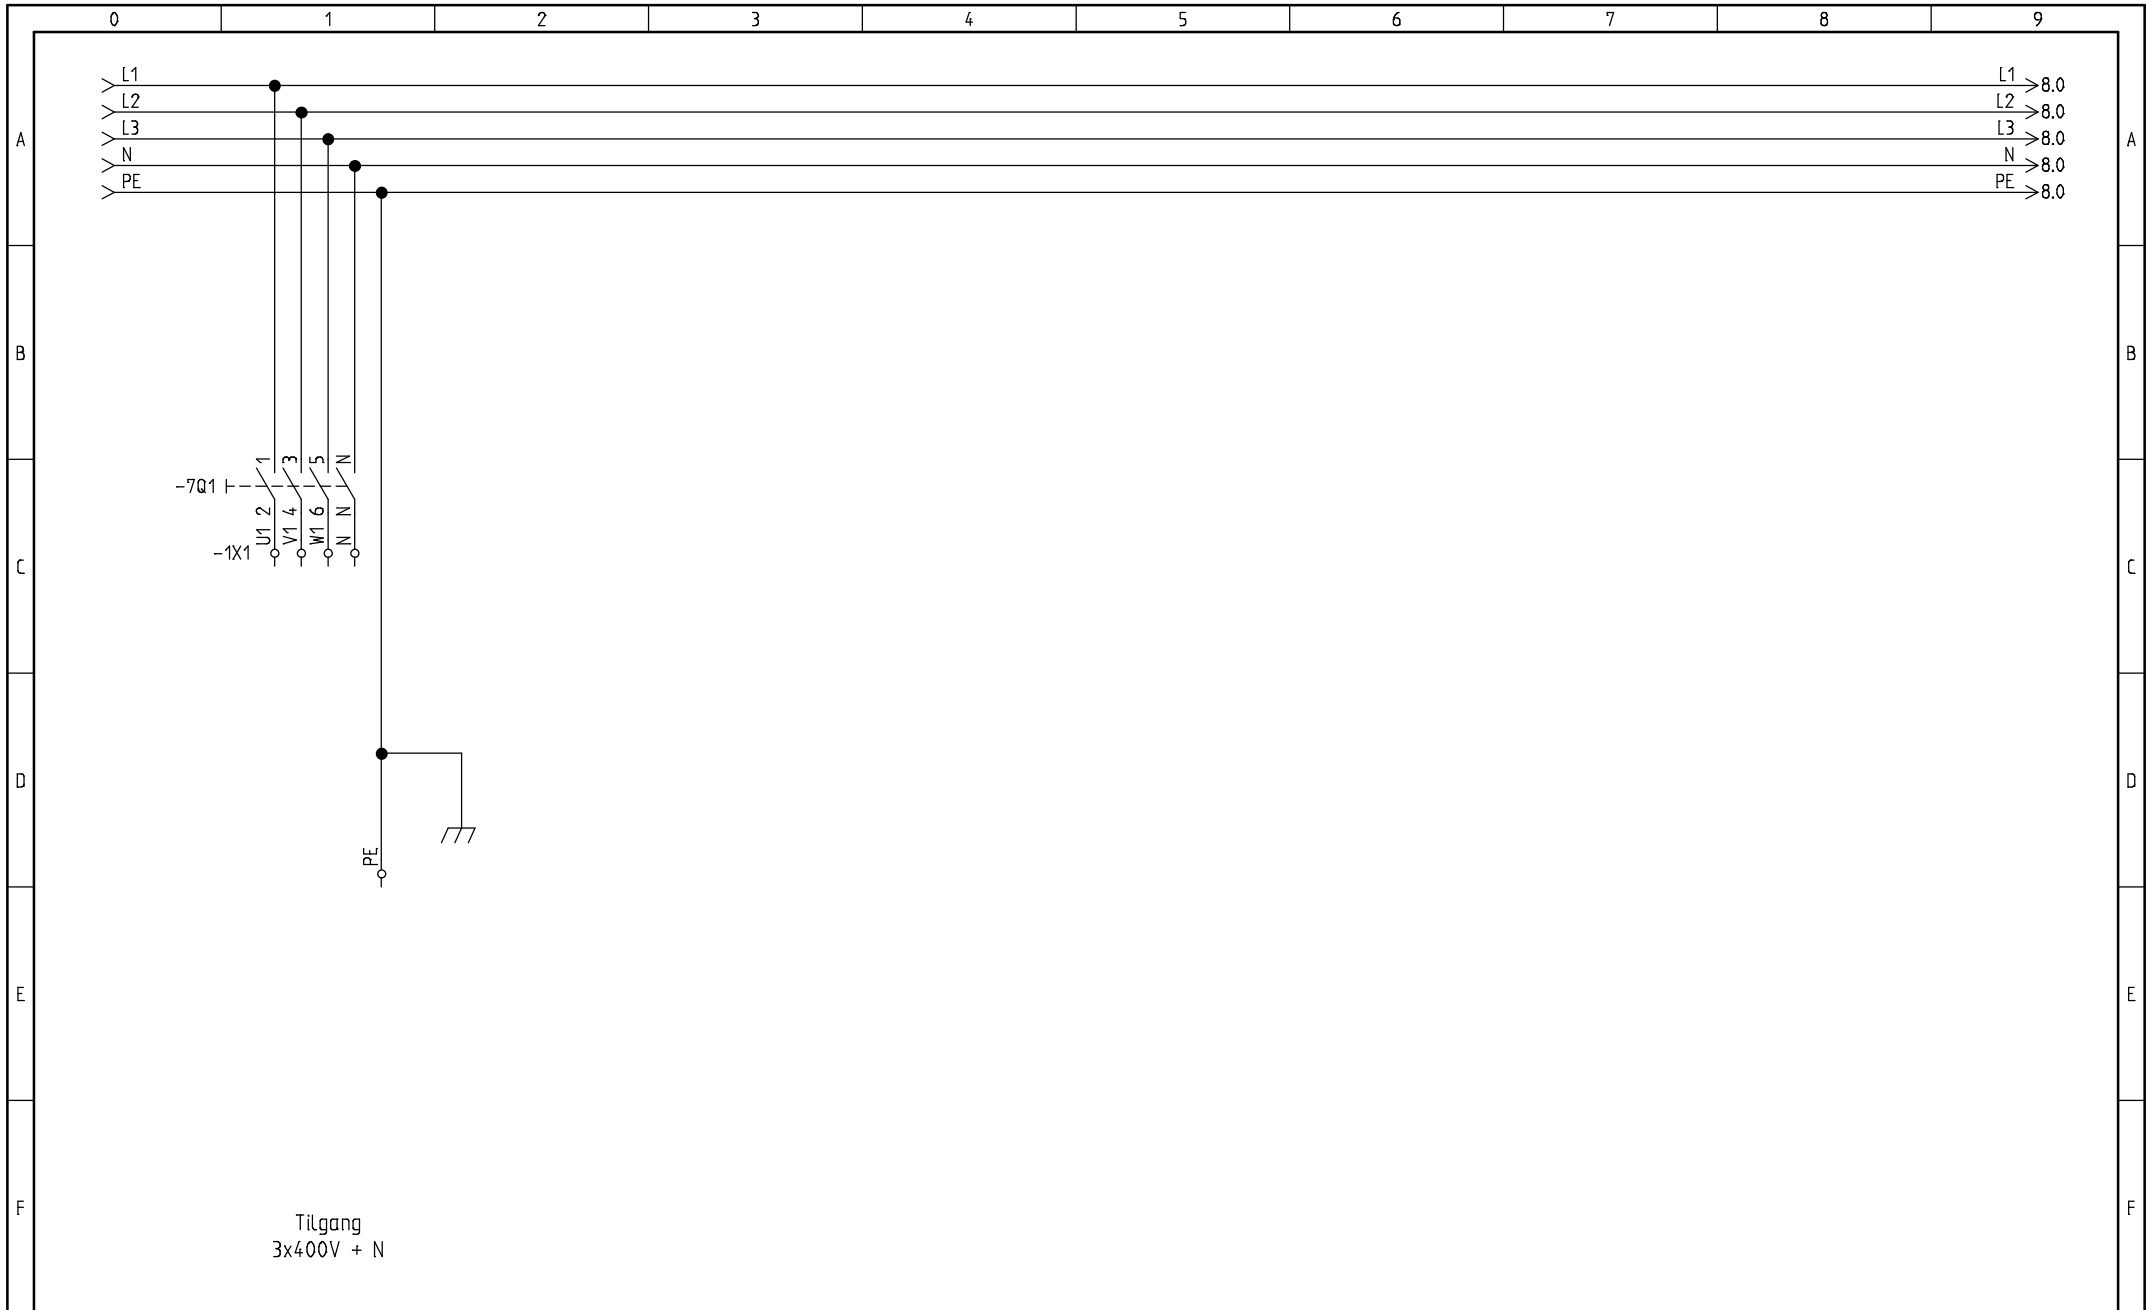 0 1 2 3 4 5 6 7 8 9
L1 L1 8.0
L2 L2 8.0
A L3 L3 8.0 A
N N 8.0
PE PE 8.0
B B
1 3 5 N
-7Q1
2 4 6 N
U1 V1 W1 N
-1X1
C C
D D
PE
E E
F F
Tilgang
3x400V + N